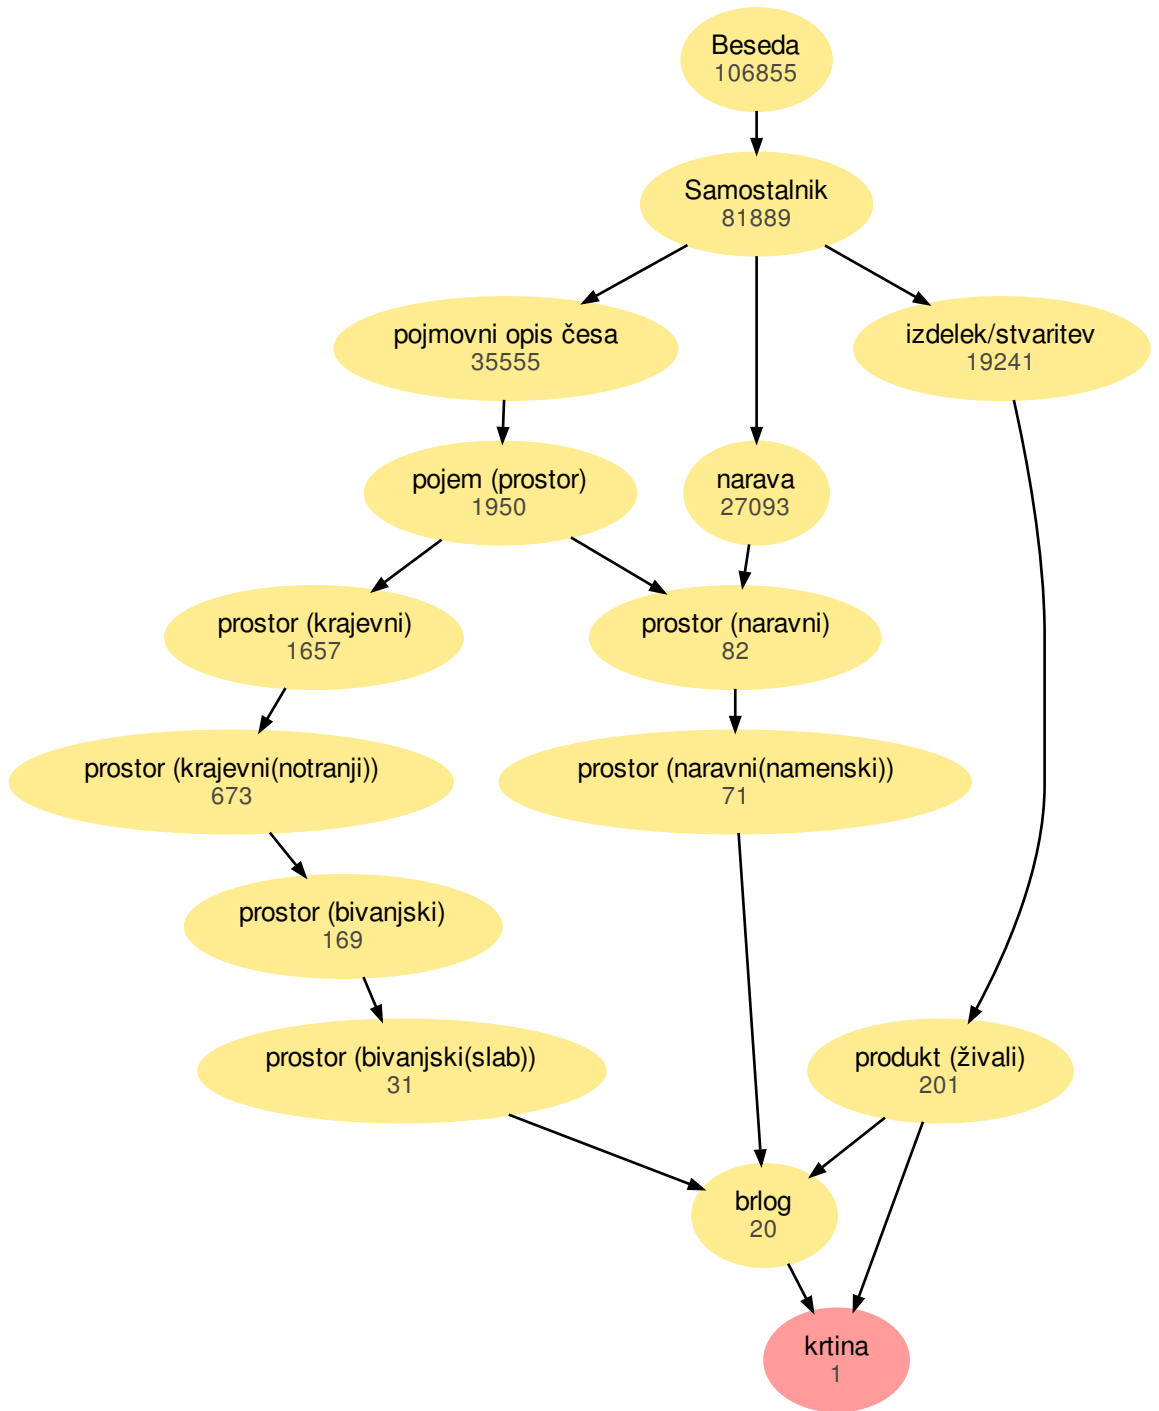 Beseda
106855
Samostalnik
81889
pojmovni opis česa
35555
izdelek/stvaritev
19241
pojem (prostor)
1950
narava
27093
prostor (krajevni)
1657
prostor (naravni)
82
prostor (krajevni(notranji))
673
prostor (naravni(namenski))
71
prostor (bivanjski)
169
prostor (bivanjski(slab))
31
produkt (živali)
201
brlog
20
krtina
1